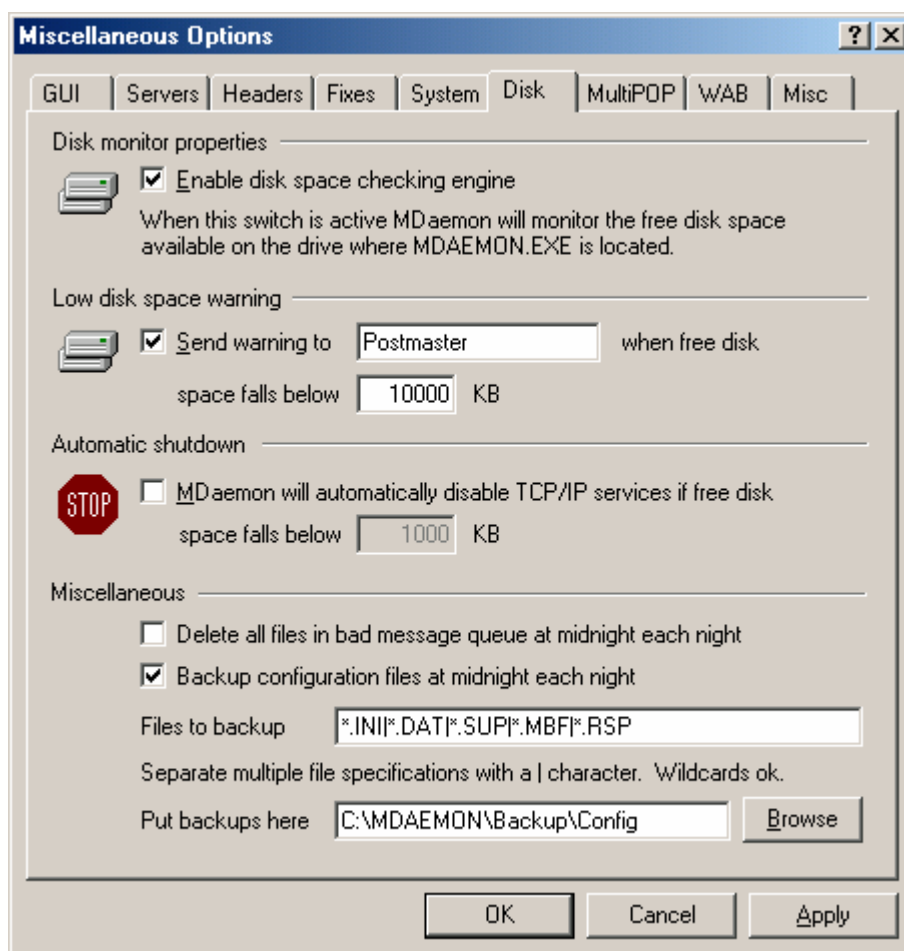 Miscellaneous Options
GUI Servers Headers Fixes System Disk MultiPOP WAB Misc
Disk monitor properties
Enable disk space checking engine
When this switch is active MDaemon will monitor the free disk space
available on the drive where MDAEMON.EXE is located.
Low disk space warning
Send warning to Postmaster when free disk
space falls below 10000 KB
Automatic shutdown
STOP
MDaemon will automatically disable TCP/IP services if free disk
space falls below 1000 KB
Miscellaneous
Delete all files in bad message queue at midnight each night
Backup configuration files at midnight each night
Files to backup *.INI|*.DAT|*.SUP|*.MBF|*.RSP
Separate multiple file specifications with a | character. Wildcards ok.
Put backups here C:\MDAEMON\Backup\Config Browse
OK Cancel Apply